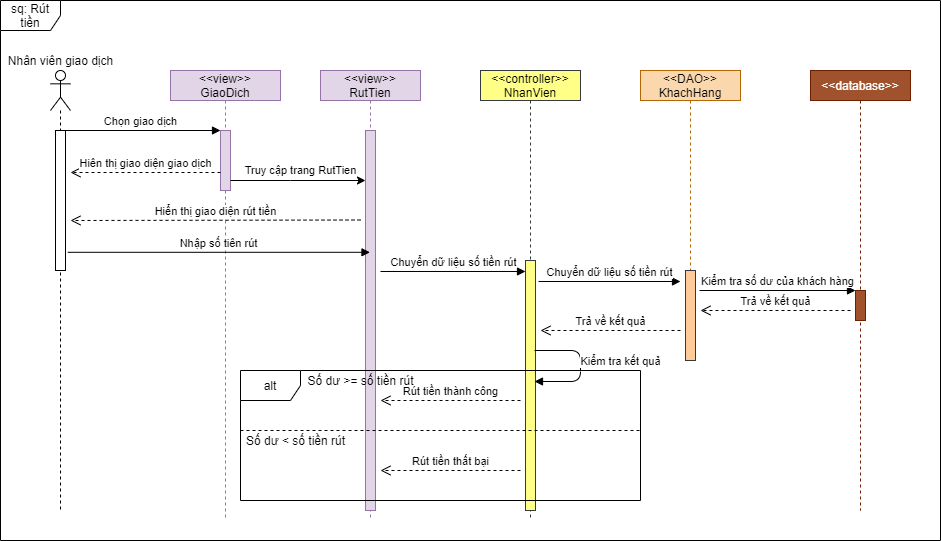 sq: Rút
tiền
Nhân viên giao dịch
<<view>>
GiaoDich
<<view>>
RutTien
<<controller>>
NhanVien
<<DAO>>
KhachHang
<<database>>
Chọn giao dịch
Hiển thị giao diện giao dịch
Truy cập trang RutTien
Hiển thị giao diện rút tiền
Nhập số tiên rút
Chuyển dữ liệu số tiền rút
Chuyển dữ liệu số tiền rút
Kiểm tra số dư của khách hàng
Trả về kết quả
Trả về kết quả
Kiểm tra kết quả
alt
Số dư >= số tiền rút
Rút tiền thành công
Số dư < số tiền rút
Rút tiền thất bại